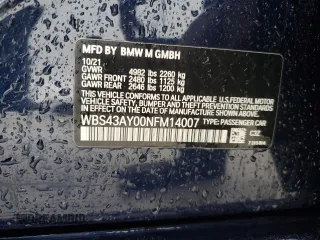 MFD BY BMW M GMBH
10/21
GVWR 4982 lbs 2260 kg
GAWR FRONT 2480 lbs 1125 kg
GAWR REAR 2646 lbs 1200 kg
THIS VEHICLE CONFORMS TO ALL APPLICABLE U.S.FEDERAL MOTOR
VEHICLE SAFETY, BUMPER, AND THEFT PREVENTION STANDARDS
IN EFFECT ON THE DATE OF MANUFACTURE SHOWN ABOVE.
WBS43AY00NFM14007 TYPE: PASSENGER CAR
DREAMBID